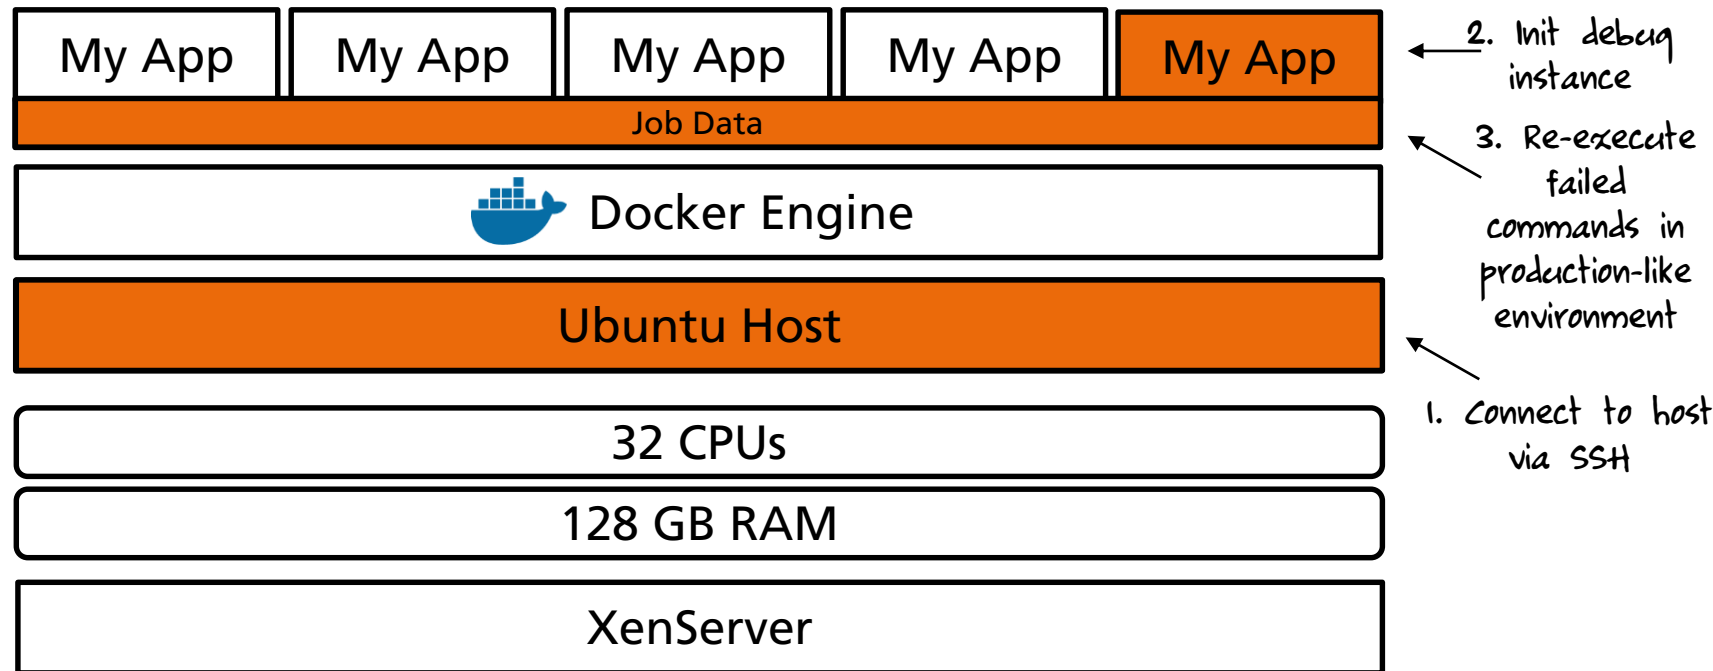 My App My App My App My App My App
Job Data
Docker Engine
Ubuntu Host
32 CPUs
128 GB RAM
XenServer
2. Init debug
instance
3. Re-execute
failed
commands in
production-like
environment
1. Connect to host
via SSH